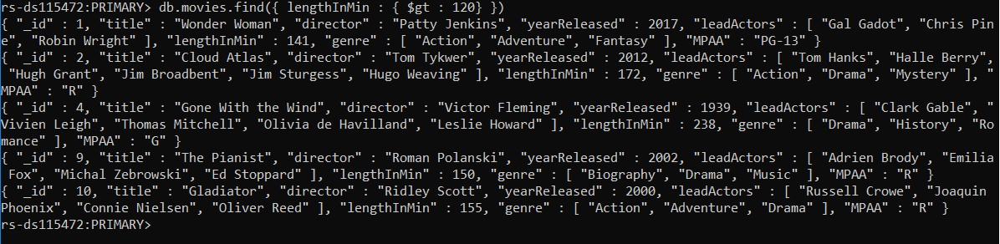 rs-ds115472:PRIMARY> db.movies.find({ lengthInMin : { $gt : 120} })
{ "_id" : 1, "title" : "Wonder Woman", "director" : "Patty Jenkins", "yearReleased" : 2017, "leadActors" : [ "Gal Gadot", "Chris Pin
e", "Robin Wright" ], "lengthInMin" : 141, "genre" : [ "Action", "Adventure", "Fantasy" ], "MPAA" : "PG-13" }
{ "_id" : 2, "title" : "Cloud Atlas", "director" : "Tom Tykwer", "yearReleased" : 2012, "leadActors" : [ "Tom Hanks", "Halle Berry",
 "Hugh Grant", "Jim Broadbent", "Jim Sturgess", "Hugo Weaving" ], "lengthInMin" : 172, "genre" : [ "Action", "Drama", "Mystery" ], "
MPAA" : "R" }
{ "_id" : 4, "title" : "Gone With the Wind", "director" : "Victor Fleming", "yearReleased" : 1939, "leadActors" : [ "Clark Gable", "
Vivien Leigh", "Thomas Mitchell", "Olivia de Havilland", "Leslie Howard" ], "lengthInMin" : 238, "genre" : [ "Drama", "History", "Ro
mance" ], "MPAA" : "G" }
{ "_id" : 9, "title" : "The Pianist", "director" : "Roman Polanski", "yearReleased" : 2002, "leadActors" : [ "Adrien Brody", "Emilia
 Fox", "Michal Zebrowski", "Ed Stoppard" ], "lengthInMin" : 150, "genre" : [ "Biography", "Drama", "Music" ], "MPAA" : "R" }
{ "_id" : 10, "title" : "Gladiator", "director" : "Ridley Scott", "yearReleased" : 2000, "leadActors" : [ "Russell Crowe", "Joaquin
Phoenix", "Connie Nielsen", "Oliver Reed" ], "lengthInMin" : 155, "genre" : [ "Action", "Adventure", "Drama" ], "MPAA" : "R" }
rs-ds115472:PRIMARY>